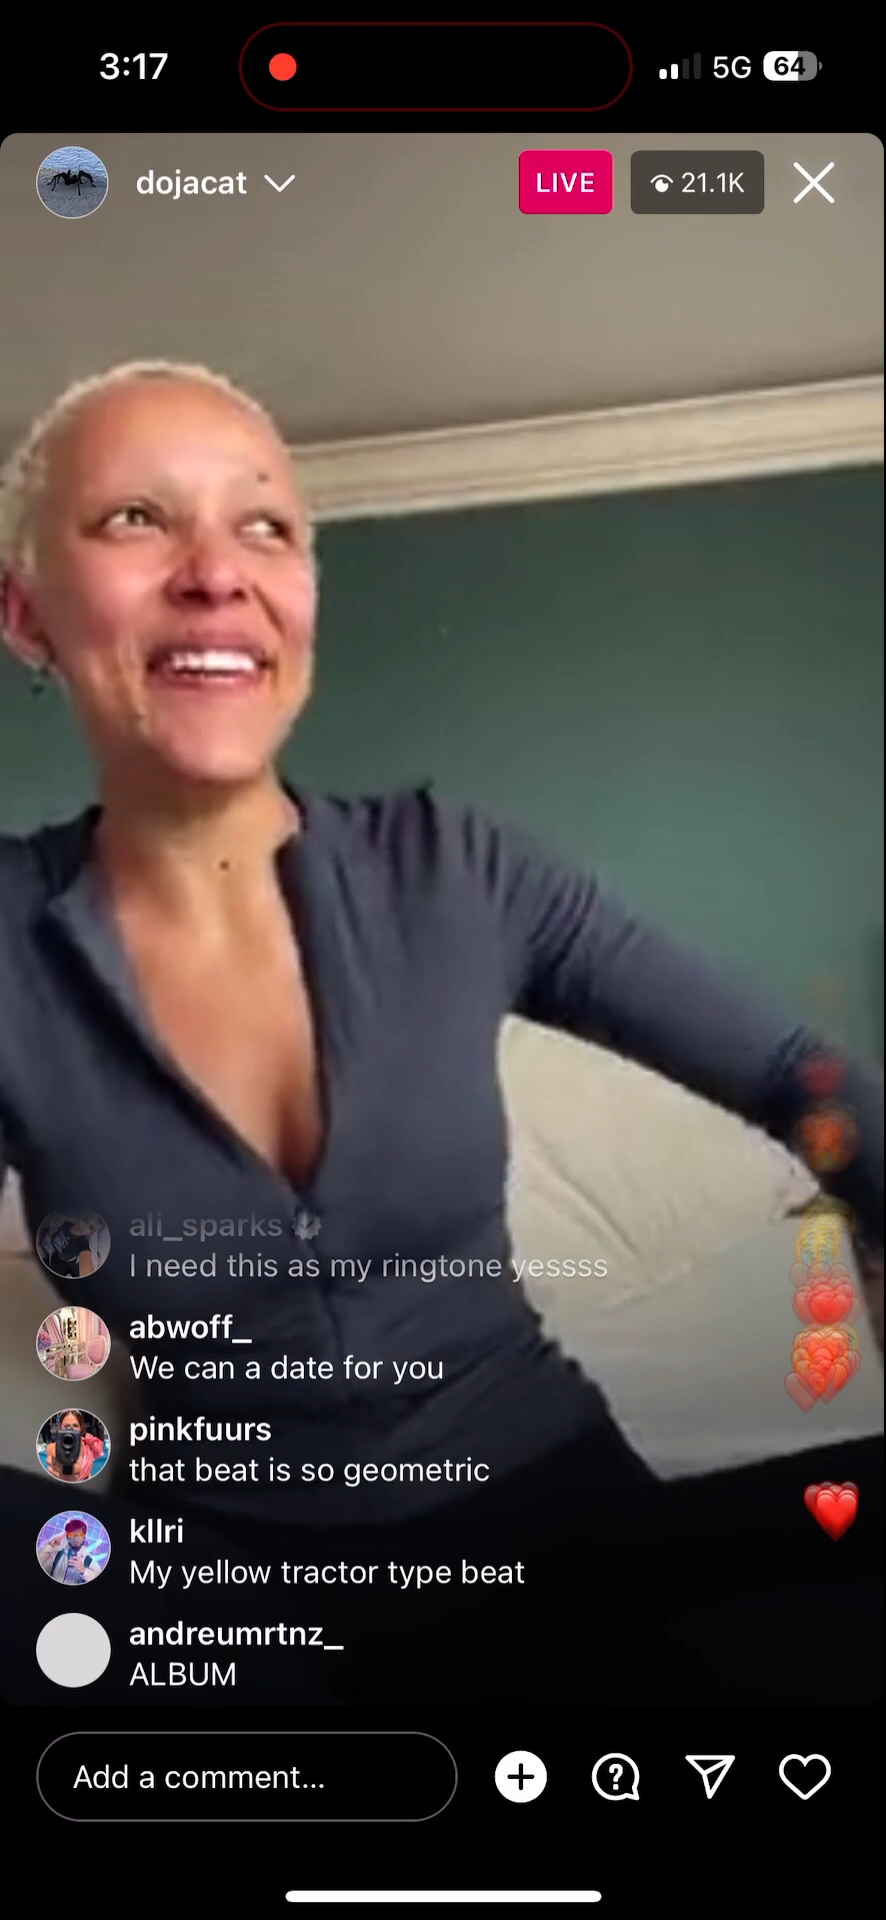 3:17
5G
64
dojacat
LIVE
21.1K
ali_sparks
I need this as my ringtone yessss
abwoff_
We can a date for you
pinkfuurs
that beat is so geometric
kllri
My yellow tractor type beat
andreumrtnz_
ALBUM
Add a comment...